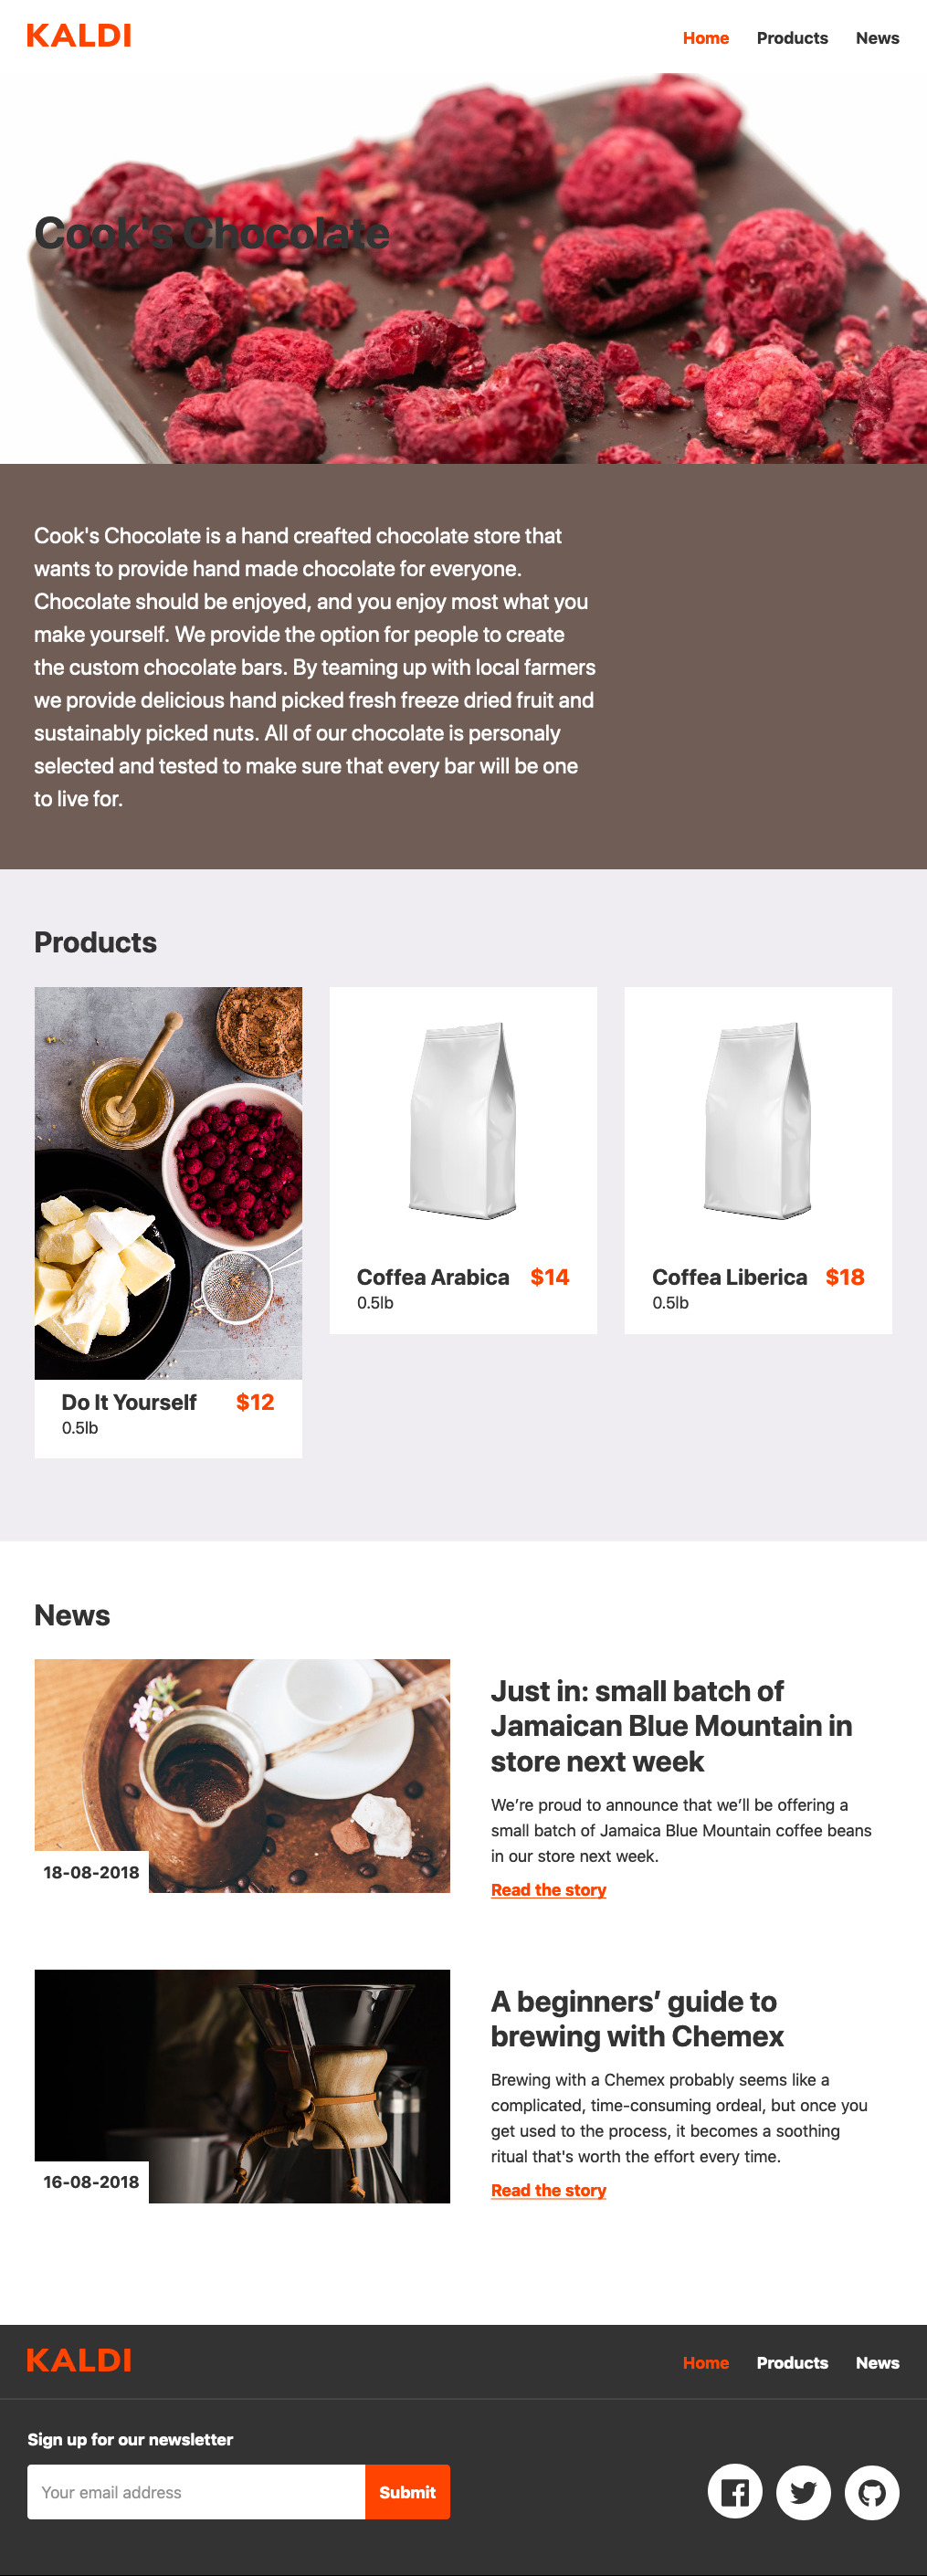 KALDI
Home Products News
Cook's Chocolate
Cook's Chocolate is a hand creafted chocolate store that
wants to provide hand made chocolate for everyone.
Chocolate should be enjoyed, and you enjoy most what you
make yourself. We provide the option for people to create
the custom chocolate bars. By teaming up with local farmers
we provide delicious hand picked fresh freeze dried fruit and
sustainably picked nuts. All of our chocolate is personaly
selected and tested to make sure that every bar will be one
to live for.
Products
Do It Yourself $12
0.5lb
Coffea Arabica $14
0.5lb
Coffea Liberica $18
0.5lb
News
18-08-2018
Just in: small batch of
Jamaican Blue Mountain in
store next week
We’re proud to announce that we’ll be offering a
small batch of Jamaica Blue Mountain coffee beans
in our store next week.
Read the story
16-08-2018
A beginners’ guide to
brewing with Chemex
Brewing with a Chemex probably seems like a
complicated, time-consuming ordeal, but once you
get used to the process, it becomes a soothing
ritual that's worth the effort every time.
Read the story
KALDI
Home Products News
Sign up for our newsletter
Your email address Submit